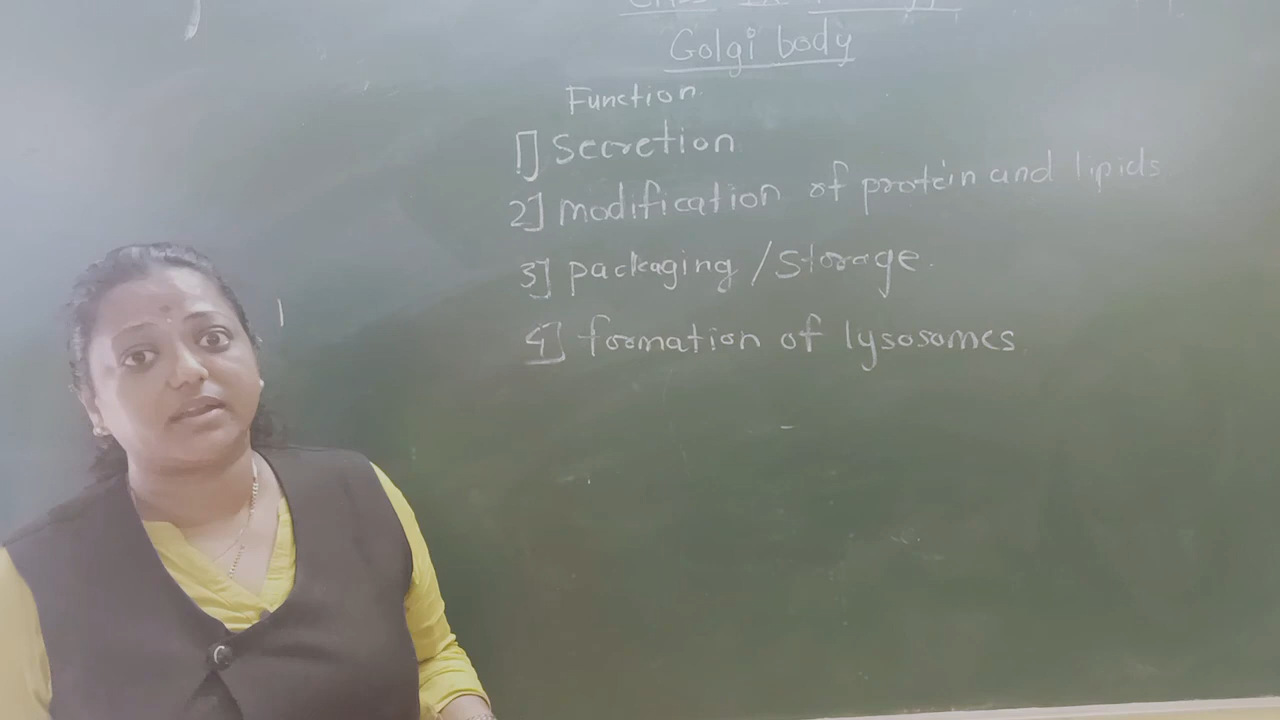 Golgi body
Function.
1] Secretion
2] modification of protein and lipids
3] packaging / Storage.
4] formation of lysosomes